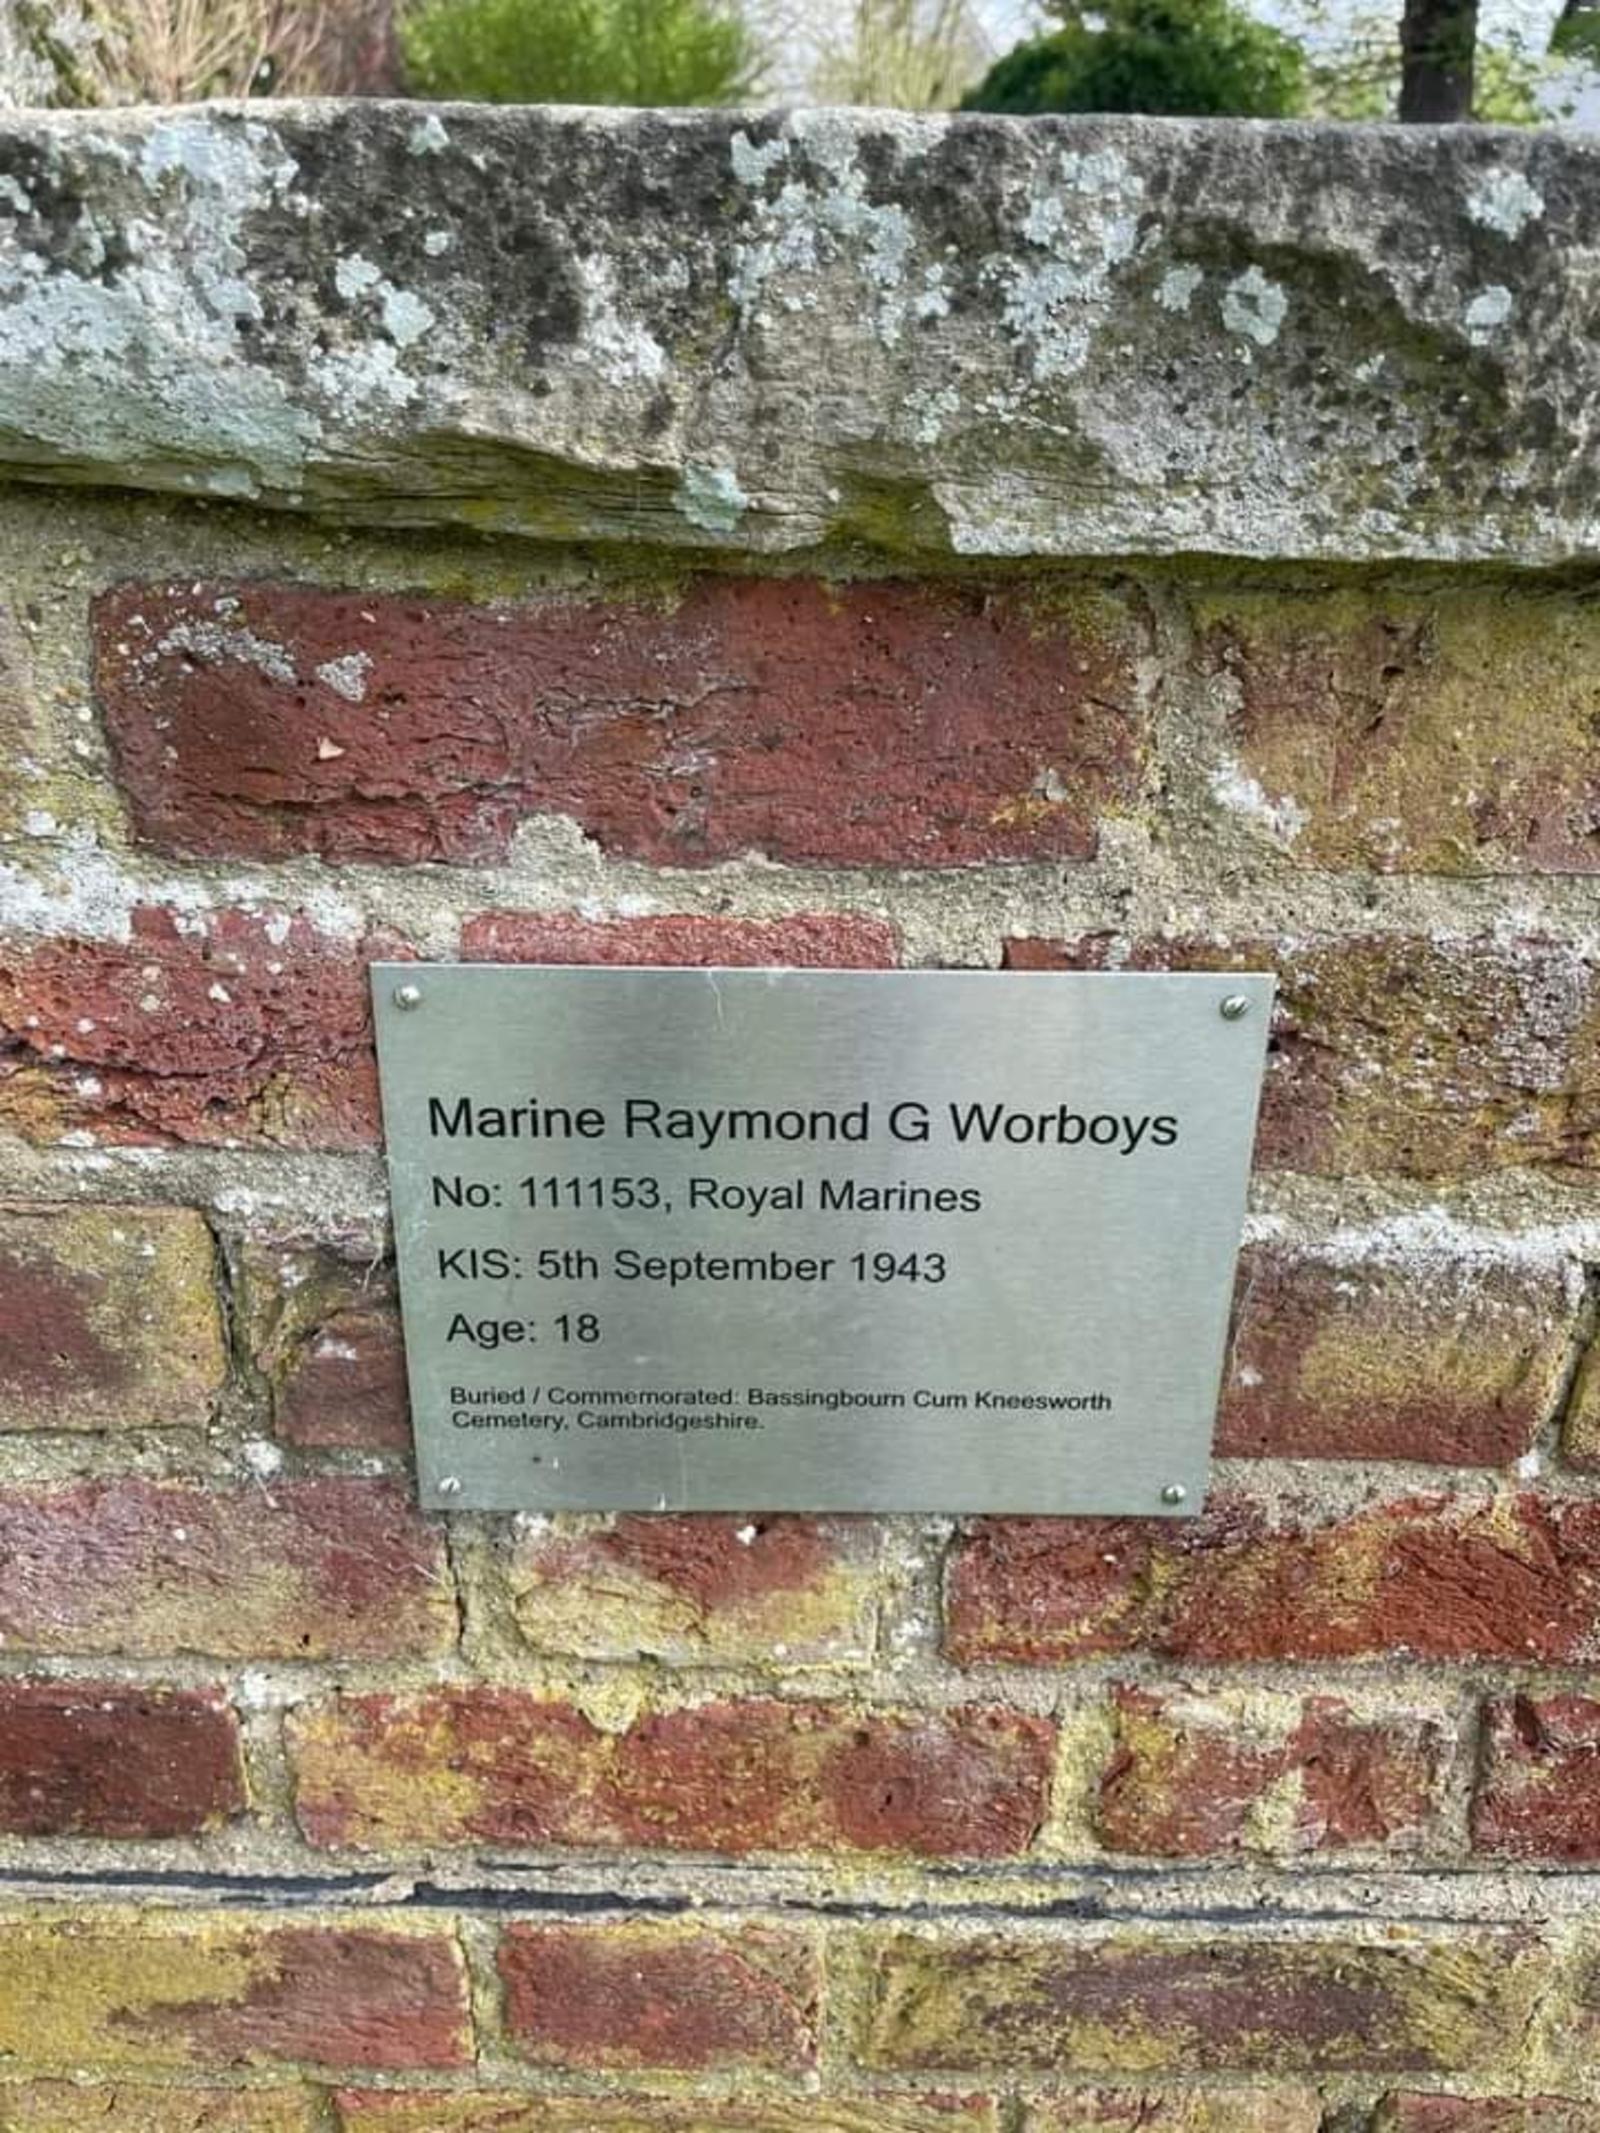 Marine Raymond G Worboys
No: 111153, Royal Marines
KIS: 5th September 1943
Age: 18
Buried / Commemorated: Bassingbourn Cum Kneesworth
Cemetery, Cambridgeshire.